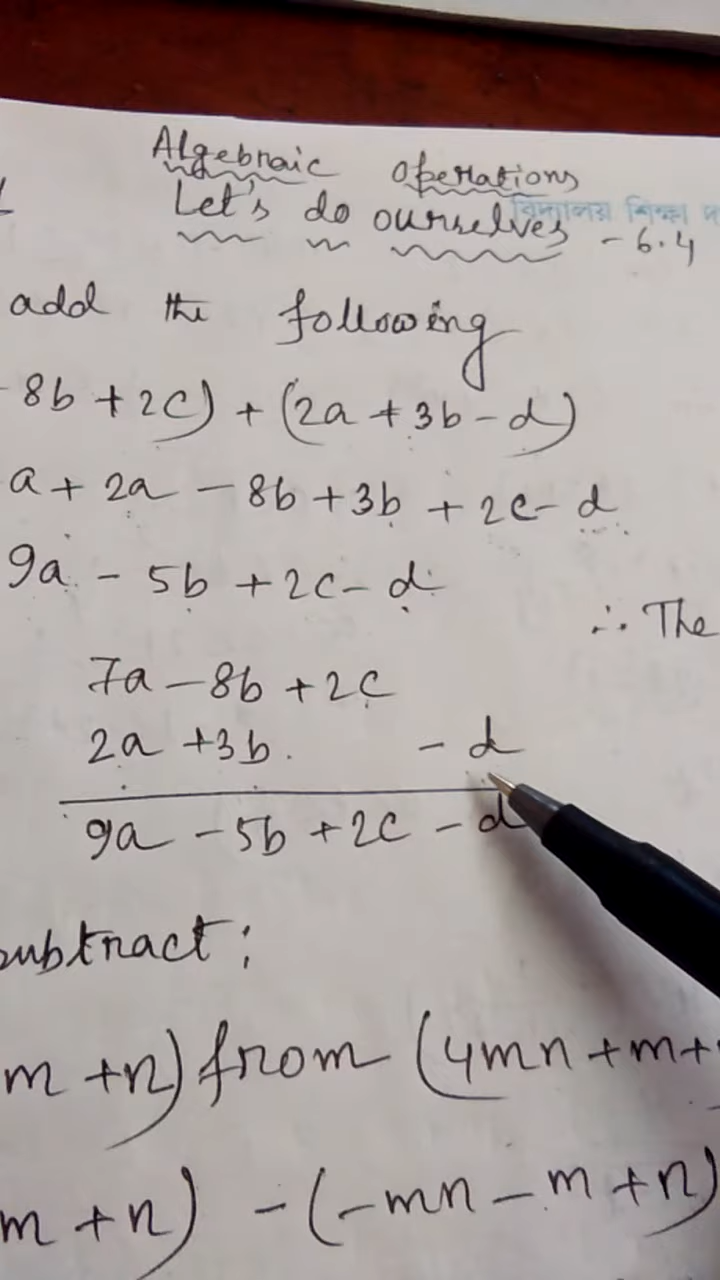 Algebraic Operations
Let's do ourselves - 6.4
বিদ্যালয় শিক্ষা
add the following
- 8b + 2c) + (2a + 3b - d)
a + 2a - 8b + 3b + 2c - d
9a - 5b + 2c - d
∴ The
7a - 8b + 2c
2a + 3b - d
9a - 5b + 2c - d
subtract:
m + n) from (4mn + m +
m + n) - (-mn - m + n)